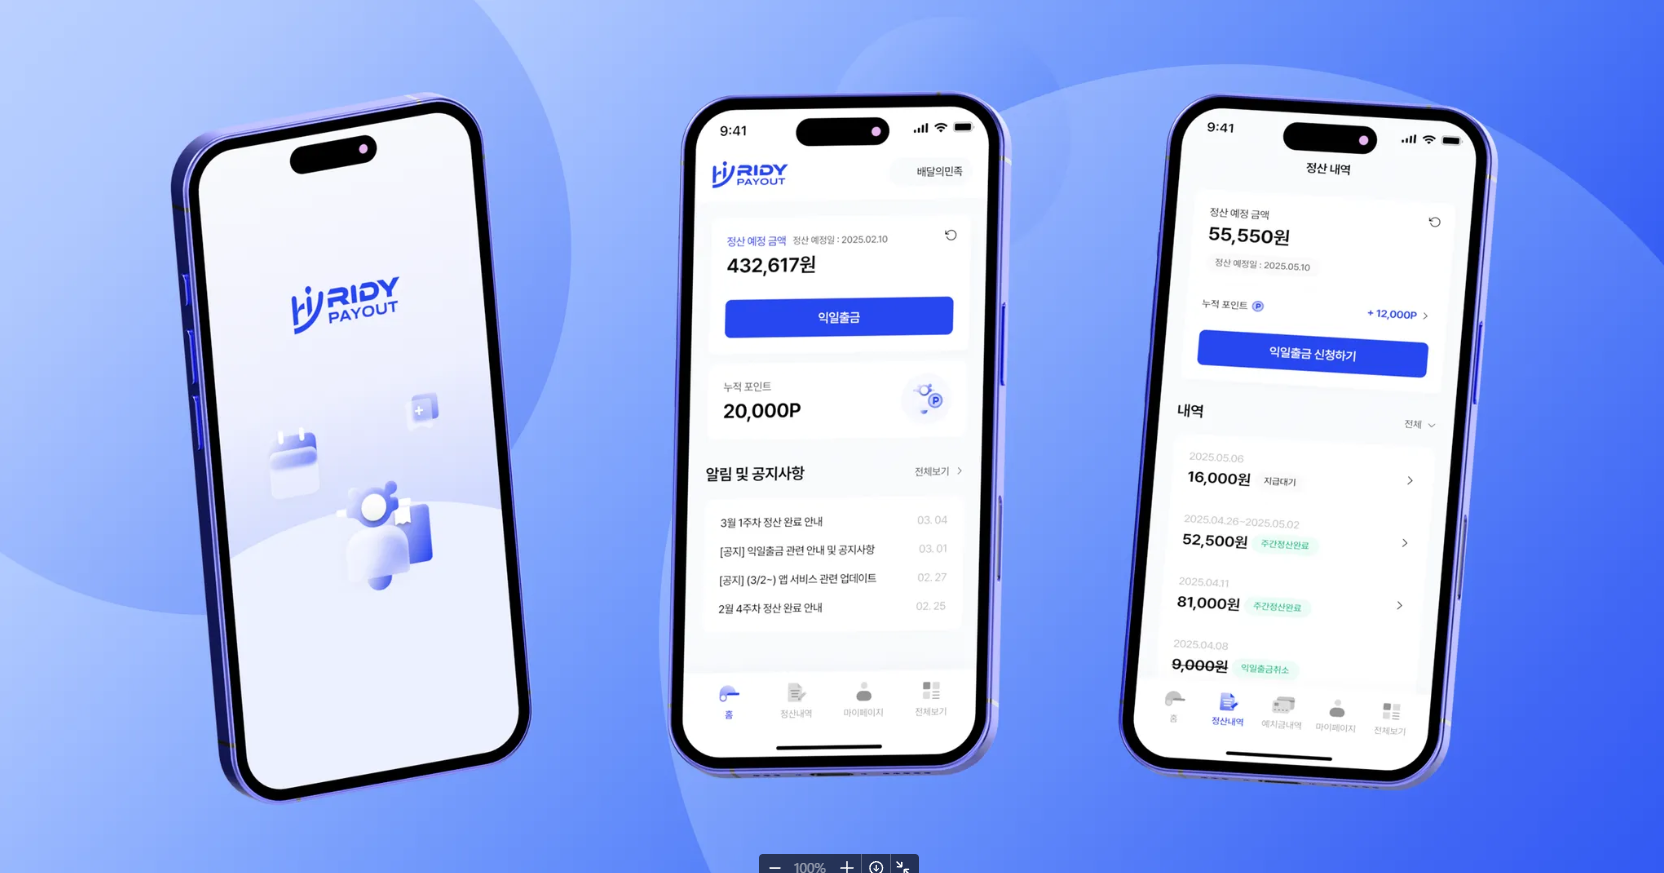 RIDY
PAYOUT
9:41
RIDY
PAYOUT
배달의민족
정산 예정 금액 정산 예정일 : 2025.02.10
432,617원
익일출금
누적 포인트
20,000P
P
알림 및 공지사항
전체보기
3월 1주차 정산 완료 안내 03. 04
[공지] 익일출금 관련 안내 및 공지사항 03. 01
[공지] (3/2~) 앱 서비스 관련 업데이트 02. 27
2월 4주차 정산 완료 안내 02. 25
홈 정산내역 마이페이지 전체보기
9:41
정산 내역
정산 예정 금액
55,550원
정산 예정일 : 2025.05.10
누적 포인트 P + 12,000P
익일출금 신청하기
내역
전체
2025.05.06
16,000원 지급대기
2025.04.26~2025.05.02
52,500원 주간정산완료
2025.04.11
81,000원 주간정산완료
2025.04.08
9,000원 익일출금취소
홈 정산내역 예치금내역 마이페이지 전체보기
100%